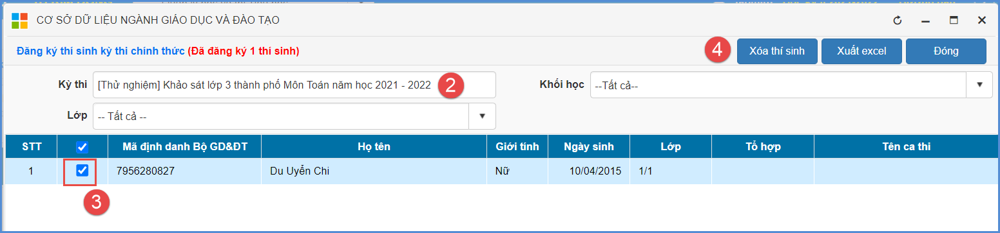 CƠ SỞ DỮ LIỆU NGÀNH GIÁO DỤC VÀ ĐÀO TẠO
Đăng ký thí sinh kỳ thi chính thức (Đã đăng ký 1 thí sinh)
4 Xóa thí sinh Xuất excel Đóng
Kỳ thi [Thử nghiệm] Khảo sát lớp 3 thành phố Môn Toán năm học 2021 - 2022 2 Khối học --Tất cả--
Lớp -- Tất cả --
STT Mã định danh Bộ GD&ĐT Họ tên Giới tính Ngày sinh Lớp Tổ hợp Tên ca thi
1 7956280827 Du Uyển Chi Nữ 10/04/2015 1/1
3